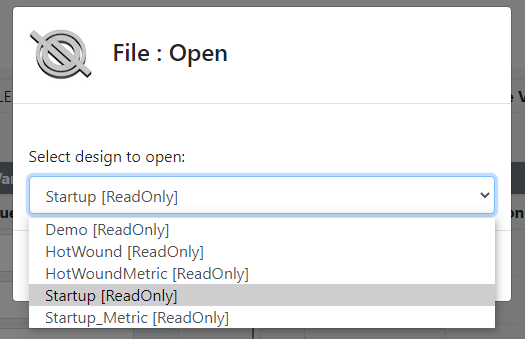 File : Open
Select design to open:
Startup [ReadOnly]
Demo [ReadOnly]
HotWound [ReadOnly]
HotWoundMetric [ReadOnly]
Startup [ReadOnly]
Startup_Metric [ReadOnly]